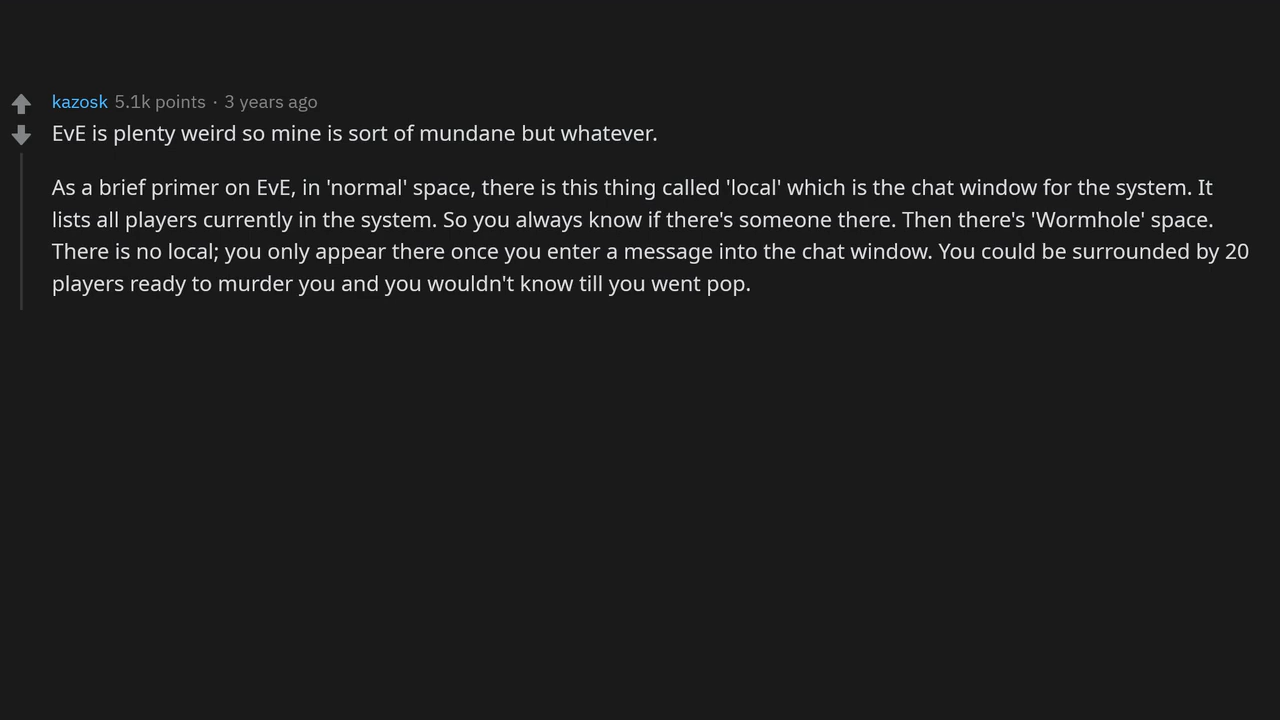 kazosk 5.1k points · 3 years ago
EvE is plenty weird so mine is sort of mundane but whatever.
As a brief primer on EvE, in 'normal' space, there is this thing called 'local' which is the chat window for the system. It
lists all players currently in the system. So you always know if there's someone there. Then there's 'Wormhole' space.
There is no local; you only appear there once you enter a message into the chat window. You could be surrounded by 20
players ready to murder you and you wouldn't know till you went pop.